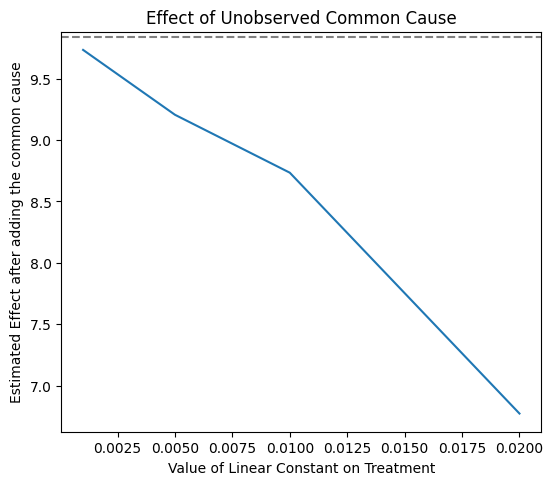 Effect of Unobserved Common Cause
Estimated Effect after adding the common cause
9.5
9.0
8.5
8.0
7.5
7.0
0.0025 0.0050 0.0075 0.0100 0.0125 0.0150 0.0175 0.0200
Value of Linear Constant on Treatment